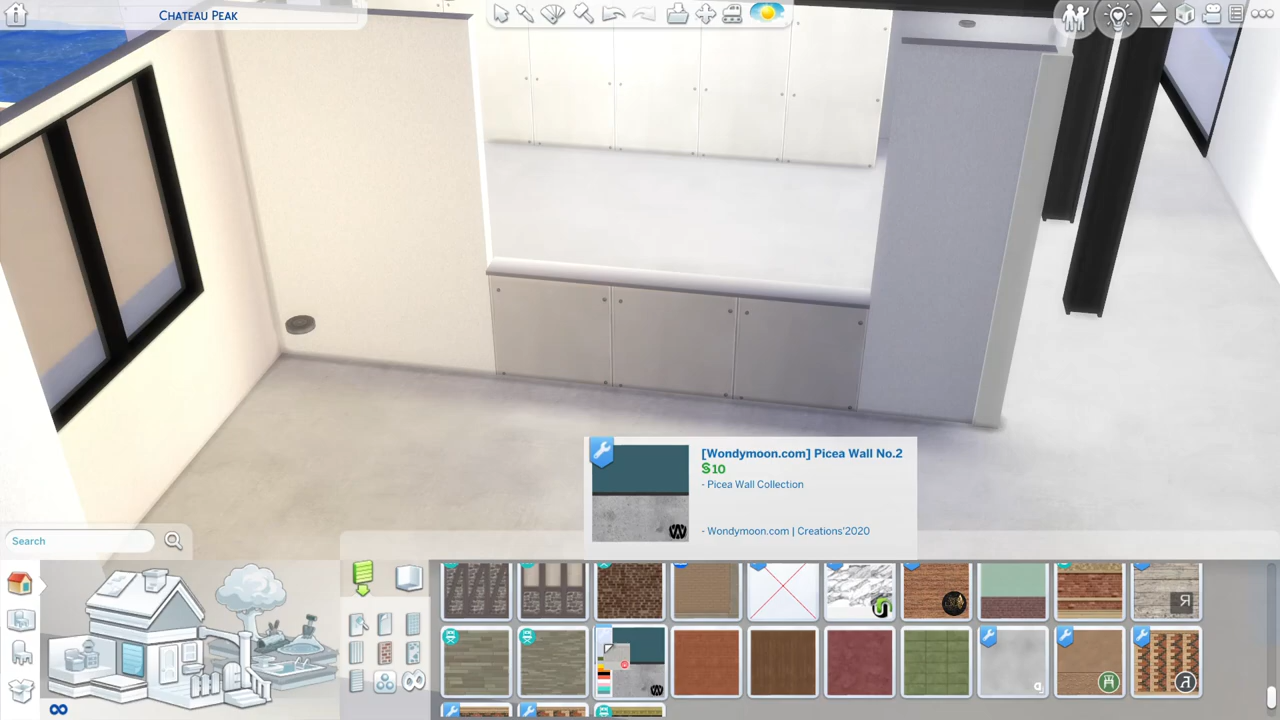 Chateau Peak
[Wondymoon.com] Picea Wall No.2
§10
- Picea Wall Collection
- Wondymoon.com | Creations'2020
Search